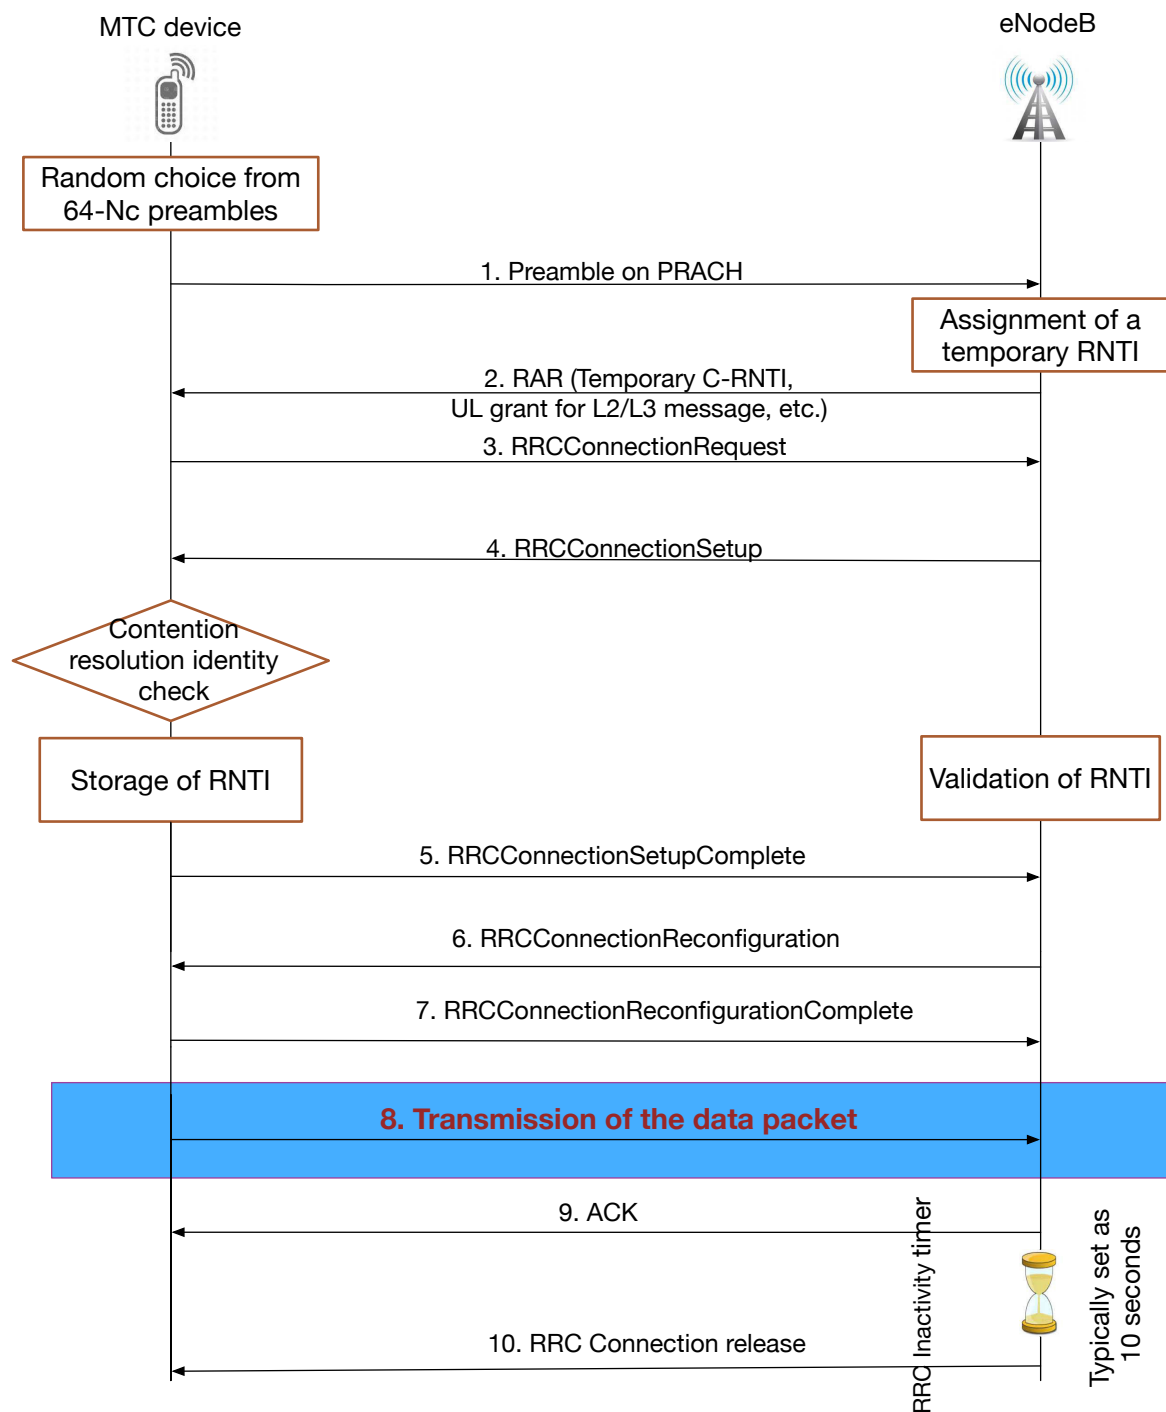 MTC device
eNodeB
Random choice from
64-Nc preambles
1. Preamble on PRACH
Assignment of a
temporary RNTI
2. RAR (Temporary C-RNTI,
UL grant for L2/L3 message, etc.)
3. RRCConnectionRequest
4. RRCConnectionSetup
Contention
resolution identity
check
Storage of RNTI
Validation of RNTI
5. RRCConnectionSetupComplete
6. RRCConnectionReconfiguration
7. RRCConnectionReconfigurationComplete
8. Transmission of the data packet
9. ACK
RRC Inactivity timer
Typically set as
10 seconds
10. RRC Connection release